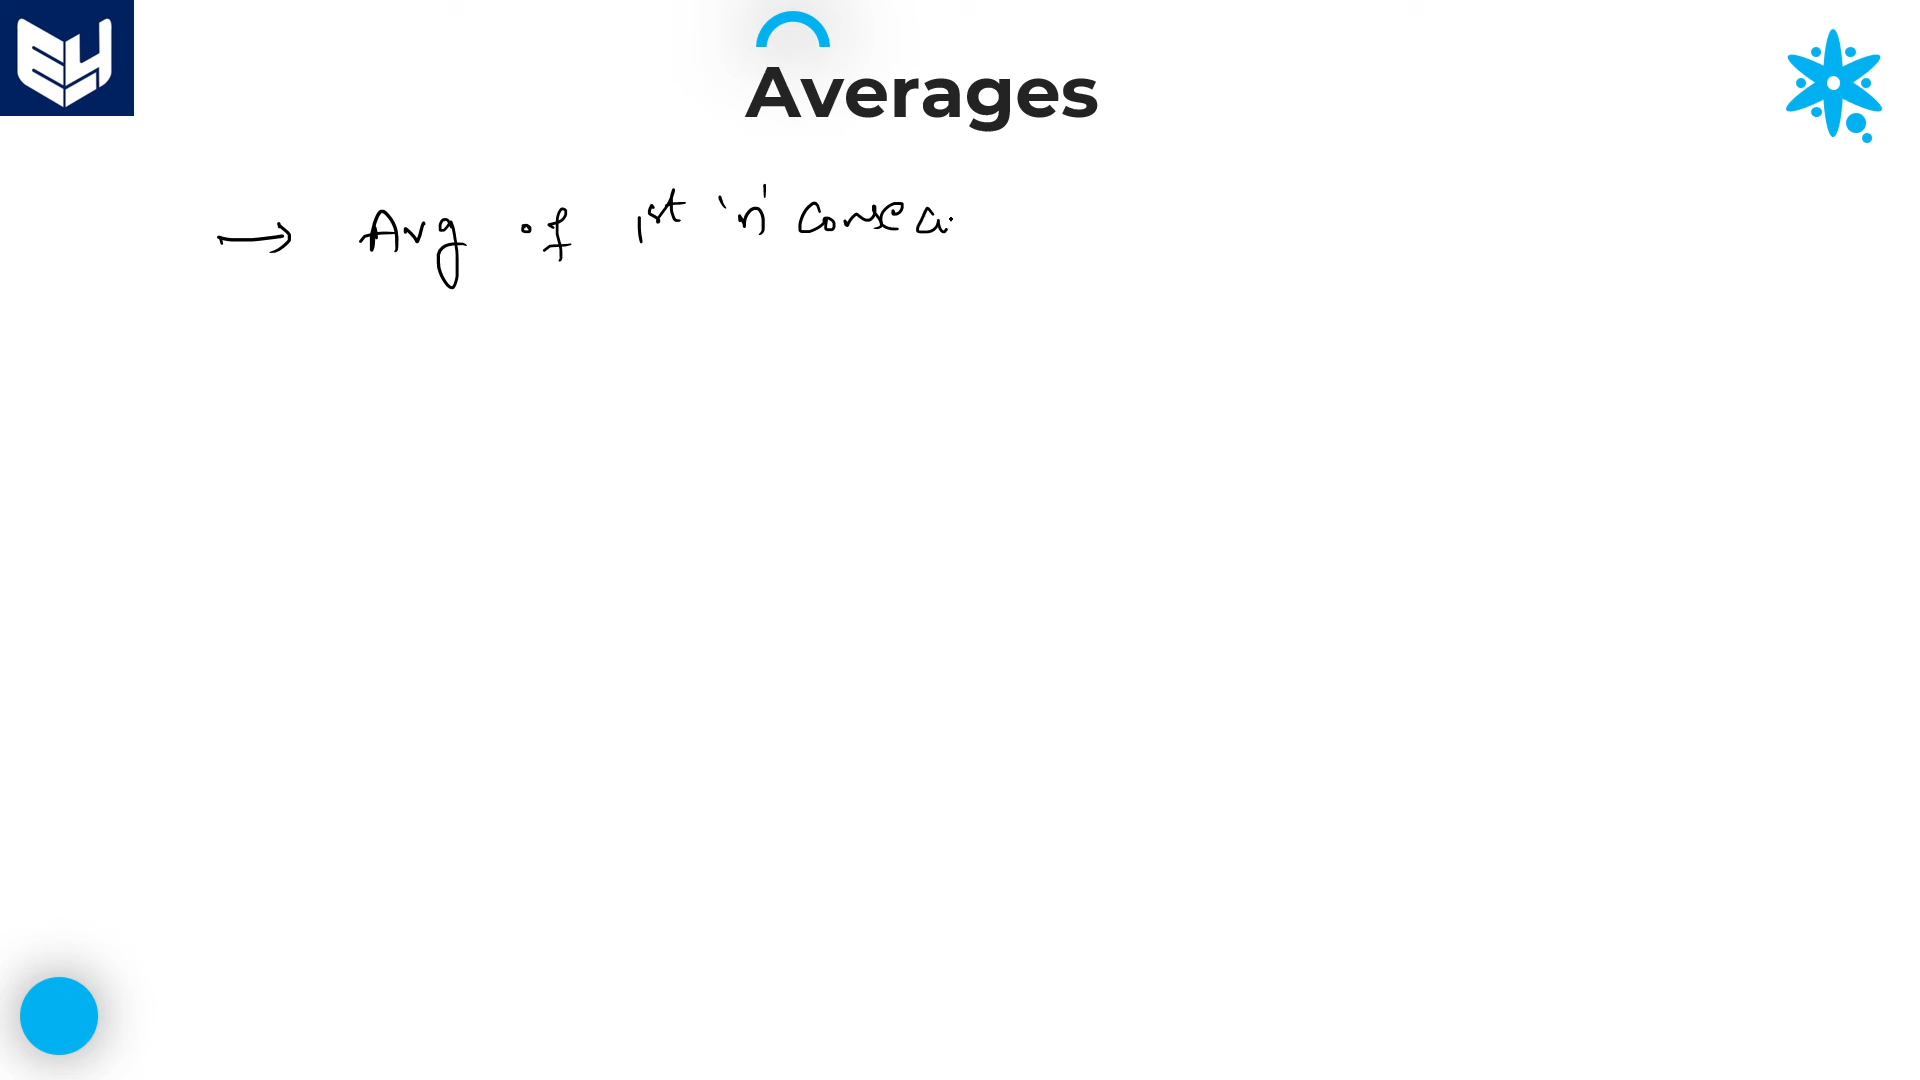 Averages
→ Avg of 1st 'n' consec